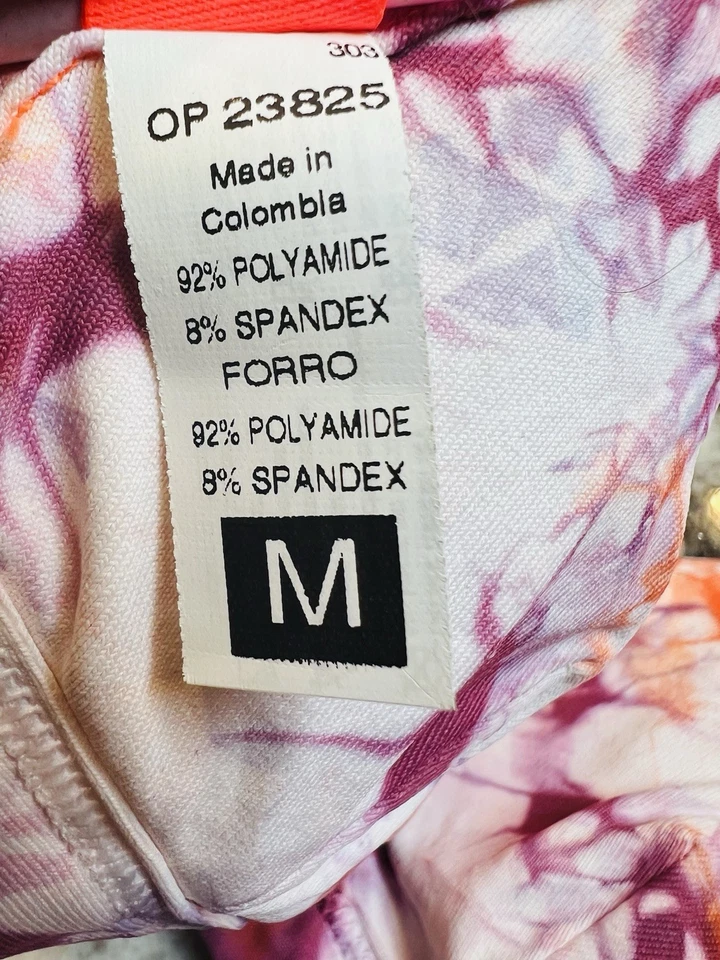 303
OP 23825
Made in
Colombia
92% POLYAMIDE
8% SPANDEX
FORRO
92% POLYAMIDE
8% SPANDEX
M